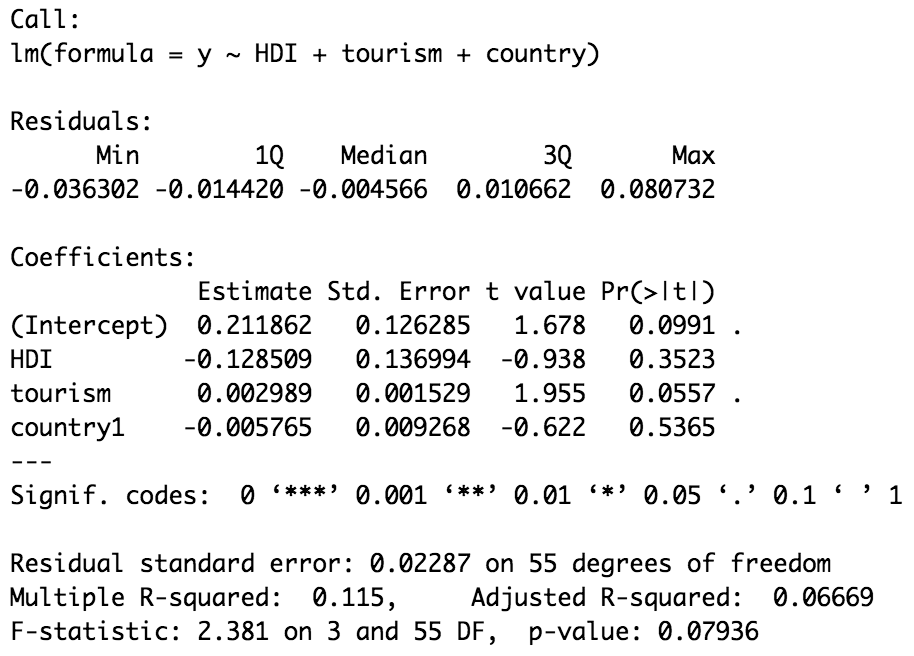 Call:
lm(formula = y ~ HDI + tourism + country)
Residuals:
Min 1Q Median 3Q Max
-0.036302 -0.014420 -0.004566 0.010662 0.080732
Coefficients:
Estimate Std. Error t value Pr(>|t|)
(Intercept) 0.211862 0.126285 1.678 0.0991 .
HDI -0.128509 0.136994 -0.938 0.3523
tourism 0.002989 0.001529 1.955 0.0557 .
country1 -0.005765 0.009268 -0.622 0.5365
---
Signif. codes: 0 ‘***’ 0.001 ‘**’ 0.01 ‘*’ 0.05 ‘.’ 0.1 ‘ ’ 1
Residual standard error: 0.02287 on 55 degrees of freedom
Multiple R-squared: 0.115, Adjusted R-squared: 0.06669
F-statistic: 2.381 on 3 and 55 DF, p-value: 0.07936